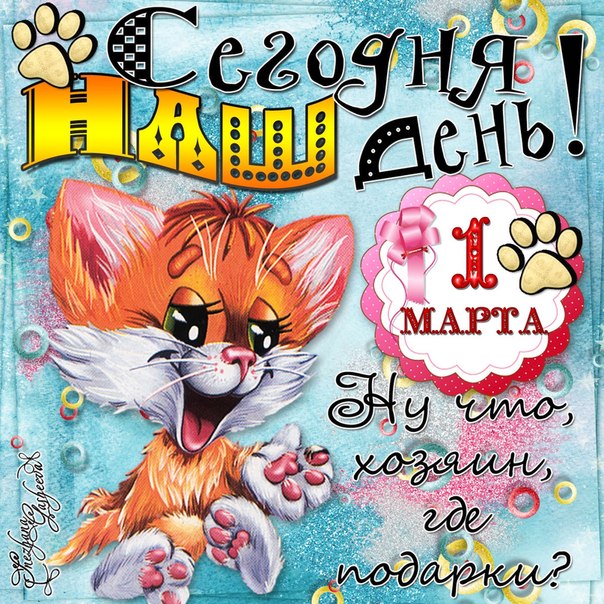 Сегодня
Наш день!
1
МАРТА
Ну что,
хозяин,
где
подарки?